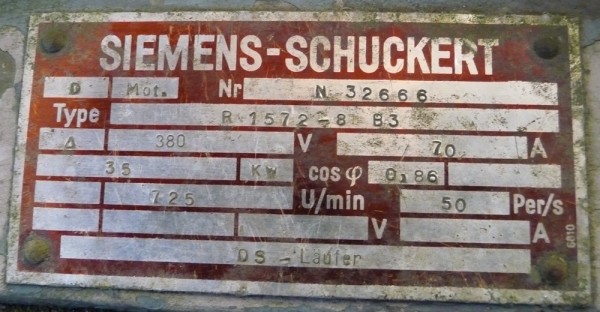 SIEMENS-SCHUCKERT
D Mot. Nr N 32666
Type R 1572-8 B3
Δ 380 V 70 A
35 KW cos φ 0,86
725 U/min 50 Per/s
V A
DS - Läufer
6410